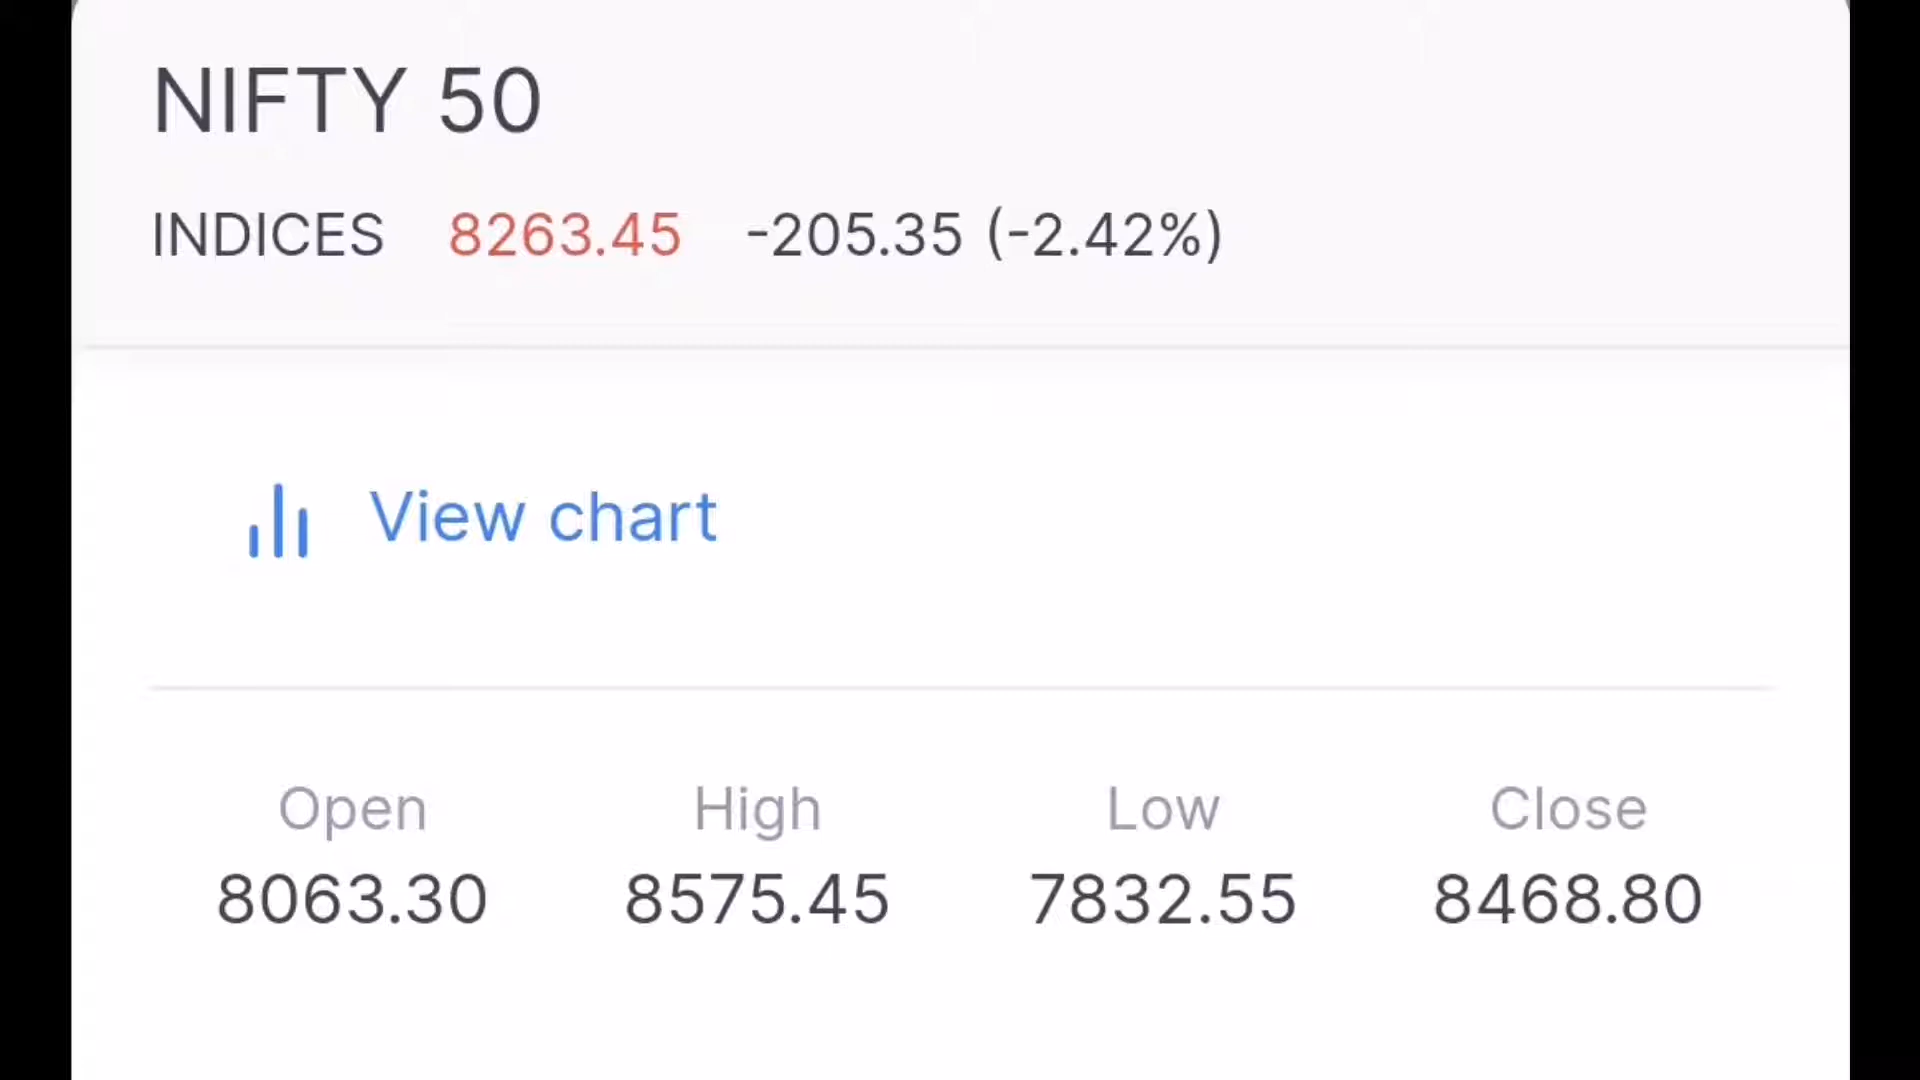 NIFTY 50
INDICES 8263.45 -205.35 (-2.42%)
View chart
Open High Low Close
8063.30 8575.45 7832.55 8468.80